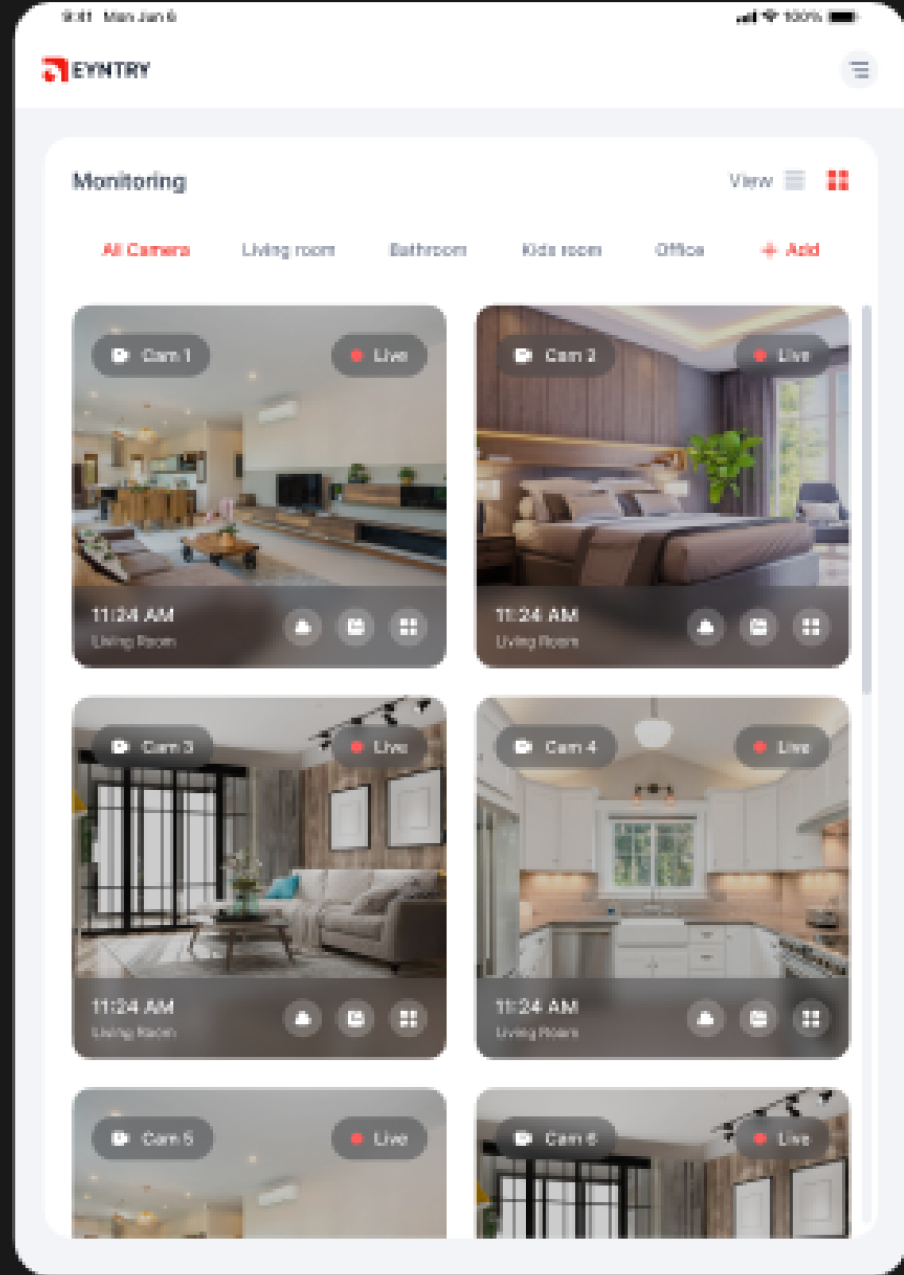 9:41 Mon Jun 6 100%
EYNTRY
Monitoring View
All Camera Living room Bathroom Kids room Office + Add
Cam 1 Live Cam 2 Live
11:24 AM 11:24 AM
Living Room Living Room
Cam 3 Live Cam 4 Live
11:24 AM 11:24 AM
Living Room Living Room
Cam 5 Live Cam 6 Live